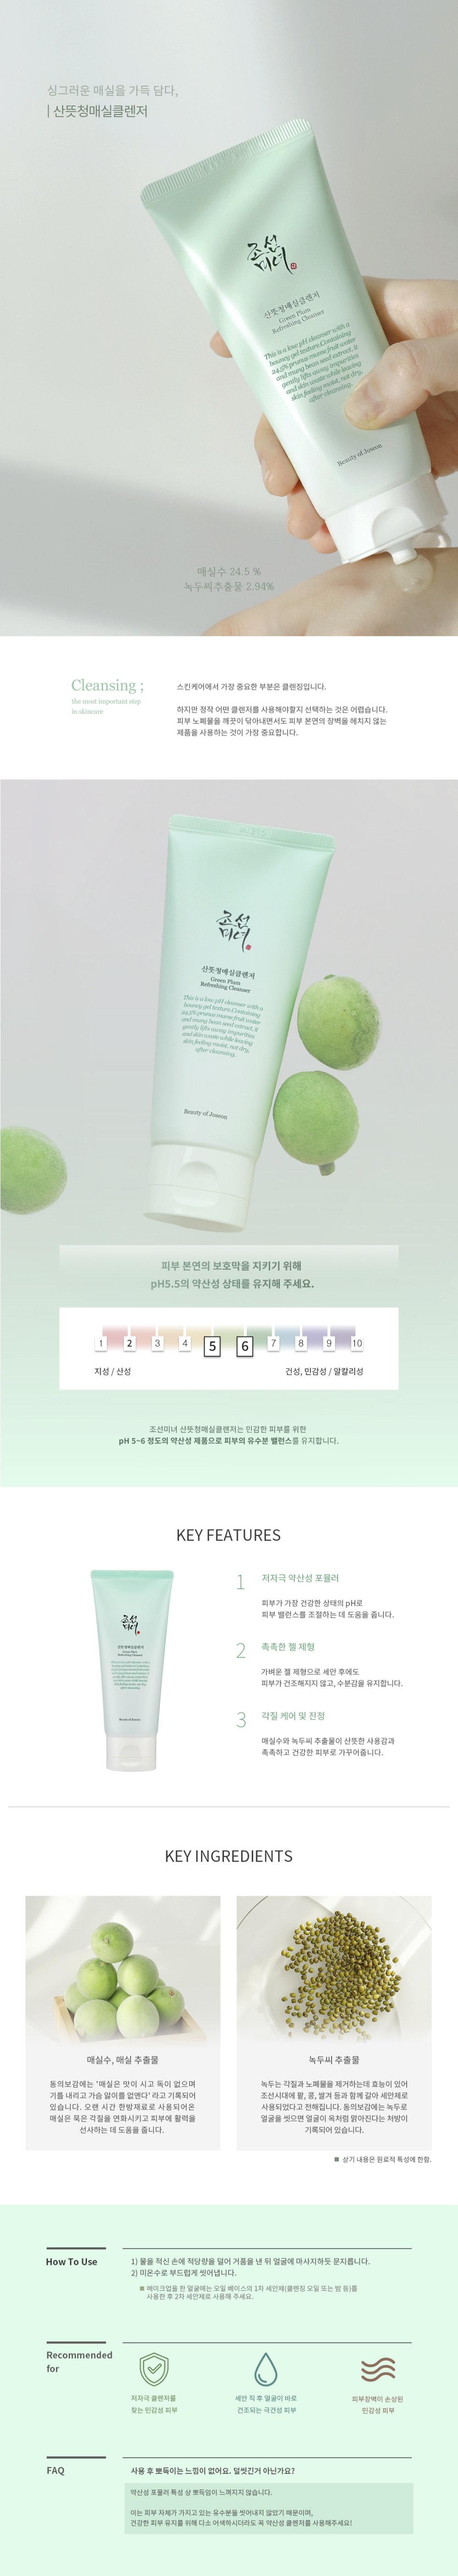 싱그러운 매실을 가득 담다,
| 산뜻청매실클렌저
조선
미녀
산뜻청매실클렌저
Green Plum
Refreshing Cleanser
This is a low pH cleanser with a
bouncy gel texture.Containing
24.5% prunus mume fruit water
and mung bean seed extract, it
gently lifts away impurities
and skin waste while leaving
skin feeling moist, not dry,
after cleansing.
Beauty of Joseon
매실수 24.5 %
녹두씨추출물 2.94%
Cleansing ;
the most important step
in skincare
스킨케어에서 가장 중요한 부분은 클렌징입니다.
하지만 정작 어떤 클렌저를 사용해야할지 선택하는 것은 어렵습니다.
피부 노폐물을 깨끗이 닦아내면서도 피부 본연의 장벽을 헤치지 않는
제품을 사용하는 것이 가장 중요합니다.
조선
미녀
산뜻청매실클렌저
Green Plum
Refreshing Cleanser
This is a low pH cleanser with a
bouncy gel texture.Containing
24.5% prunus mume fruit water
and mung bean seed extract, it
gently lifts away impurities
and skin waste while leaving
skin feeling moist, not dry,
after cleansing.
Beauty of Joseon
피부 본연의 보호막을 지키기 위해
pH5.5의 약산성 상태를 유지해 주세요.
1 2 3 4 5 6 7 8 9 10
지성 / 산성 건성, 민감성 / 알칼리성
조선미녀 산뜻청매실클렌저는 민감한 피부를 위한
pH 5~6 정도의 약산성 제품으로 피부의 유수분 밸런스를 유지합니다.
KEY FEATURES
조선
미녀
산뜻청매실클렌저
Green Plum
Refreshing Cleanser
Beauty of Joseon
1 저자극 약산성 포뮬러
피부가 가장 건강한 상태의 pH로
피부 밸런스를 조절하는 데 도움을 줍니다.
2 촉촉한 젤 제형
가벼운 젤 제형으로 세안 후에도
피부가 건조해지지 않고, 수분감을 유지합니다.
3 각질 케어 및 진정
매실수와 녹두씨 추출물이 산뜻한 사용감과
촉촉하고 건강한 피부로 가꾸어줍니다.
KEY INGREDIENTS
매실수, 매실 추출물
동의보감에는 '매실은 맛이 시고 독이 없으며
기를 내리고 가슴 앓이를 없앤다' 라고 기록되어
있습니다. 오랜 시간 한방재료로 사용되어온
매실은 묵은 각질을 연화시키고 피부에 활력을
선사하는 데 도움을 줍니다.
녹두씨 추출물
녹두는 각질과 노폐물을 제거하는데 효능이 있어
조선시대에 팥, 콩, 쌀겨 등과 함께 갈아 세안제로
사용되었다고 전해집니다. 동의보감에는 녹두로
얼굴을 씻으면 얼굴이 옥처럼 맑아진다는 처방이
기록되어 있습니다.
■ 상기 내용은 원료적 특성에 한함.
How To Use
1) 물을 적신 손에 적당량을 덜어 거품을 낸 뒤 얼굴에 마사지하듯 문지릅니다.
2) 미온수로 부드럽게 씻어냅니다.
■ 메이크업을 한 얼굴에는 오일 베이스의 1차 세안제(클렌징 오일 또는 밤 등)를
사용한 후 2차 세안제로 사용해 주세요.
Recommended
for
저자극 클렌저를
찾는 민감성 피부
세안 직 후 얼굴이 바로
건조되는 극건성 피부
피부장벽이 손상된
민감성 피부
FAQ
사용 후 뽀득이는 느낌이 없어요. 덜씻긴거 아닌가요?
약산성 포뮬러 특성 상 뽀득임이 느껴지지 않습니다.
이는 피부 자체가 가지고 있는 유수분을 씻어내지 않았기 때문이며,
건강한 피부 유지를 위해 다소 어색하시더라도 꼭 약산성 클렌저를 사용해주세요!